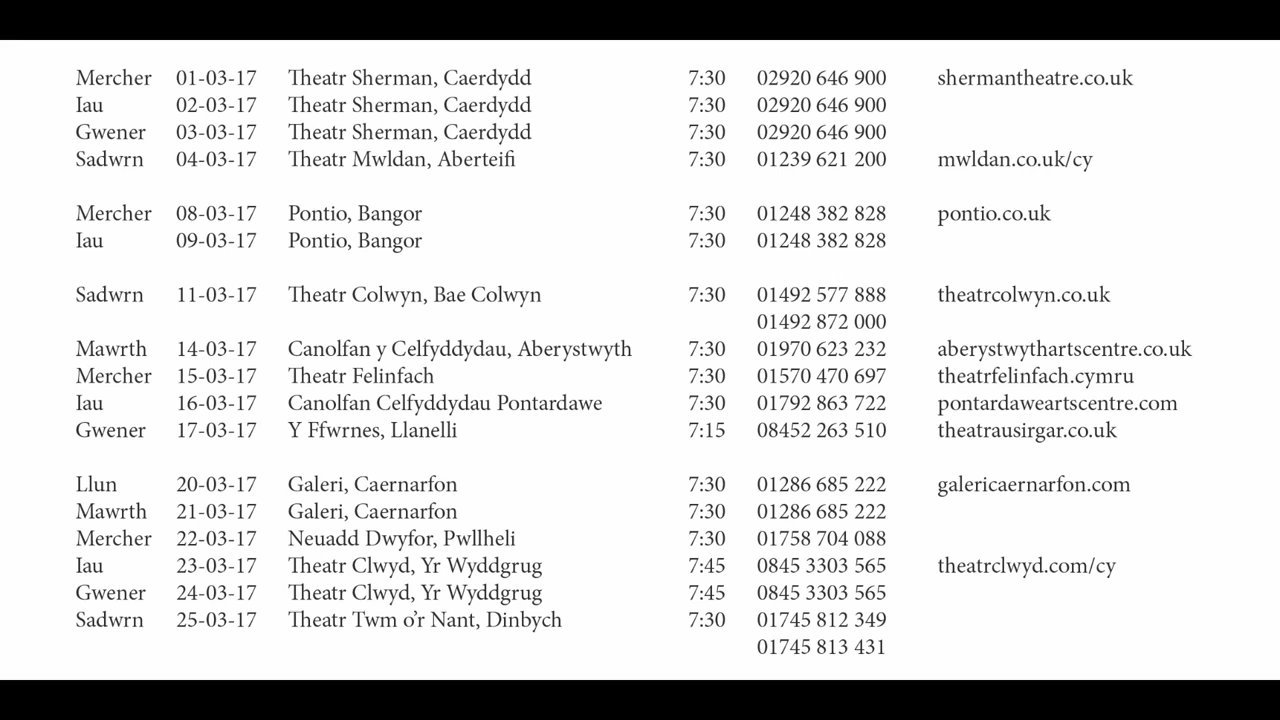 Mercher 01-03-17 Theatr Sherman, Caerdydd 7:30 02920 646 900 shermantheatre.co.uk
Iau 02-03-17 Theatr Sherman, Caerdydd 7:30 02920 646 900
Gwener 03-03-17 Theatr Sherman, Caerdydd 7:30 02920 646 900
Sadwrn 04-03-17 Theatr Mwldan, Aberteifi 7:30 01239 621 200 mwldan.co.uk/cy
Mercher 08-03-17 Pontio, Bangor 7:30 01248 382 828 pontio.co.uk
Iau 09-03-17 Pontio, Bangor 7:30 01248 382 828
Sadwrn 11-03-17 Theatr Colwyn, Bae Colwyn 7:30 01492 577 888 theatrcolwyn.co.uk
01492 872 000
Mawrth 14-03-17 Canolfan y Celfyddydau, Aberystwyth 7:30 01970 623 232 aberystwythartscentre.co.uk
Mercher 15-03-17 Theatr Felinfach 7:30 01570 470 697 theatrfelinfach.cymru
Iau 16-03-17 Canolfan Celfyddydau Pontardawe 7:30 01792 863 722 pontardaweartscentre.com
Gwener 17-03-17 Y Ffwrnes, Llanelli 7:15 08452 263 510 theatrausirgar.co.uk
Llun 20-03-17 Galeri, Caernarfon 7:30 01286 685 222 galericaernarfon.com
Mawrth 21-03-17 Galeri, Caernarfon 7:30 01286 685 222
Mercher 22-03-17 Neuadd Dwyfor, Pwllheli 7:30 01758 704 088
Iau 23-03-17 Theatr Clwyd, Yr Wyddgrug 7:45 0845 3303 565 theatrclwyd.com/cy
Gwener 24-03-17 Theatr Clwyd, Yr Wyddgrug 7:45 0845 3303 565
Sadwrn 25-03-17 Theatr Twm o’r Nant, Dinbych 7:30 01745 812 349
01745 813 431